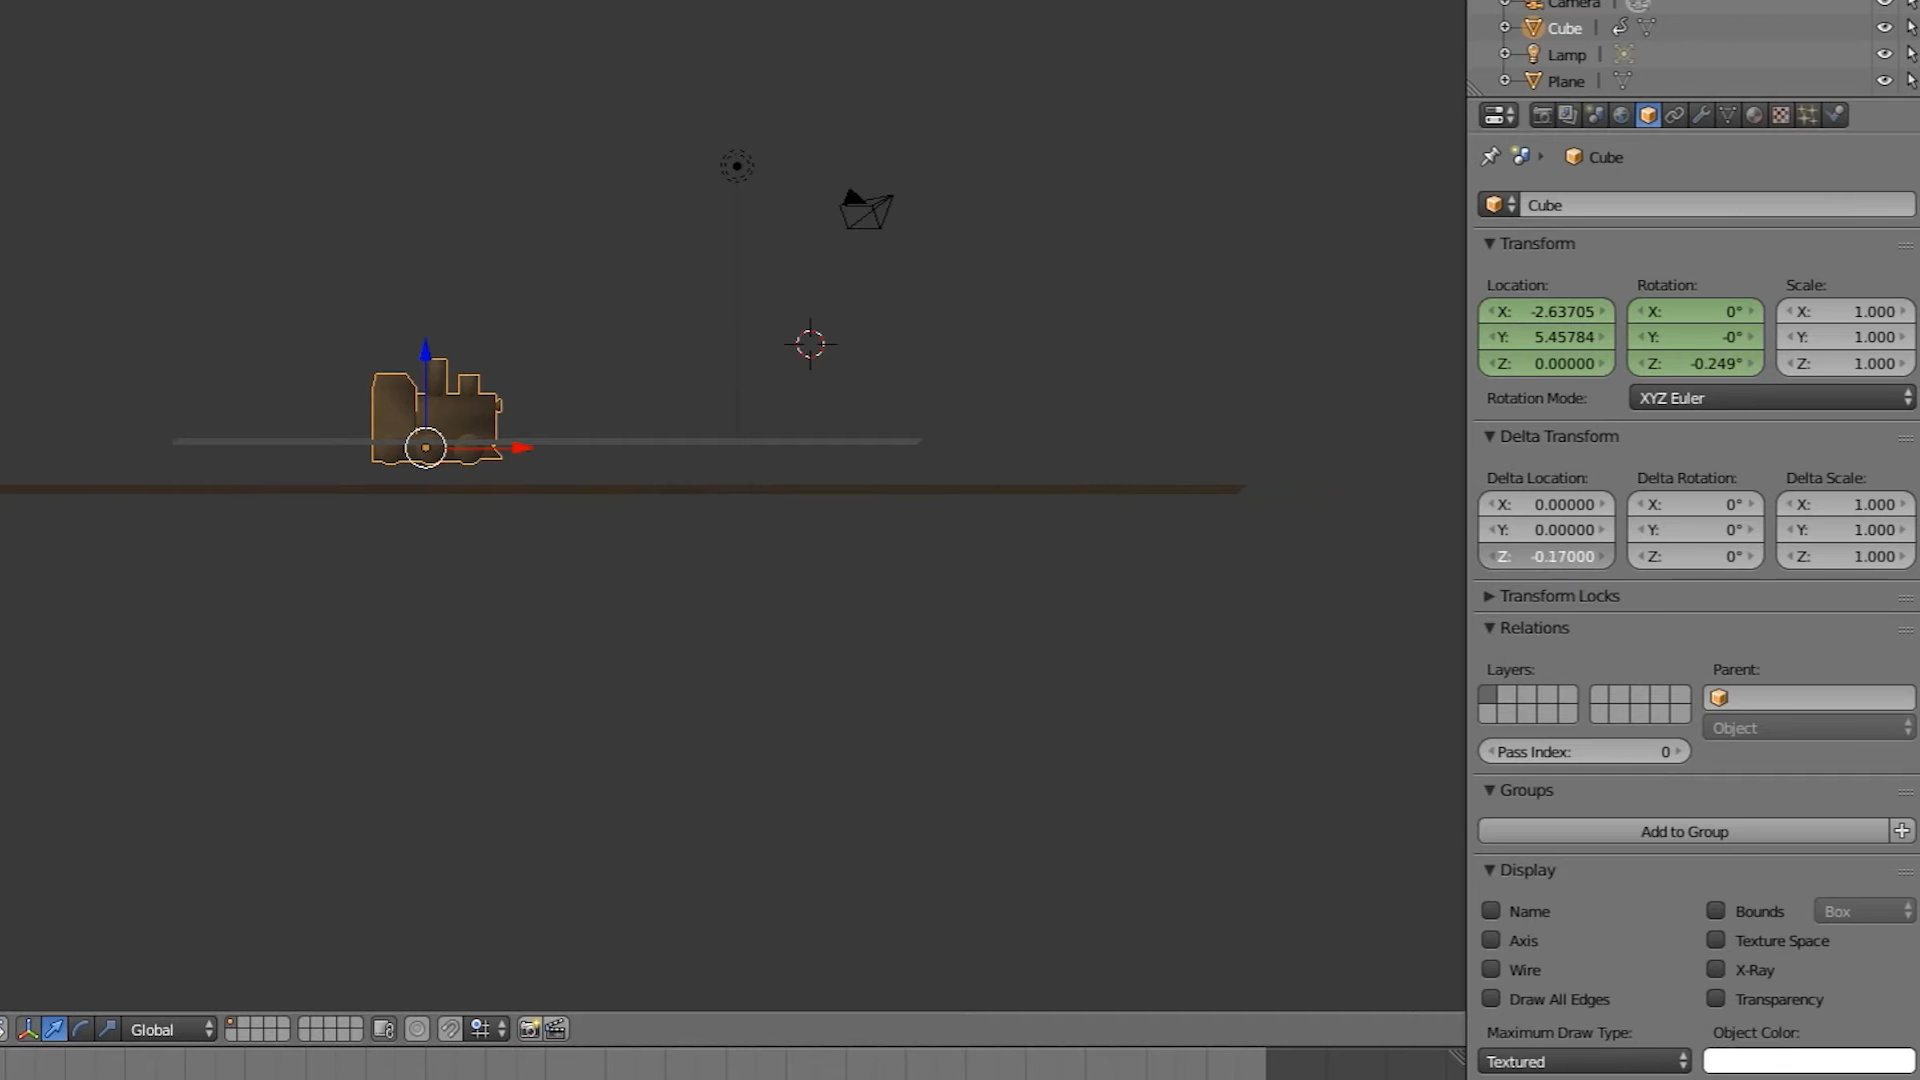 Camera
Cube
Lamp
Plane
Cube
Cube
Transform
Location: Rotation: Scale:
X: -2.63705 X: 0° X: 1.000
Y: 5.45784 Y: -0° Y: 1.000
Z: 0.00000 Z: -0.249° Z: 1.000
Rotation Mode: XYZ Euler
Delta Transform
Delta Location: Delta Rotation: Delta Scale:
X: 0.00000 X: 0° X: 1.000
Y: 0.00000 Y: 0° Y: 1.000
Z: -0.17000 Z: 0° Z: 1.000
Transform Locks
Relations
Layers: Parent:
Object
Pass Index: 0
Groups
Add to Group
Display
Name Bounds Box
Axis Texture Space
Wire X-Ray
Draw All Edges Transparency
Maximum Draw Type: Object Color:
Textured
Global